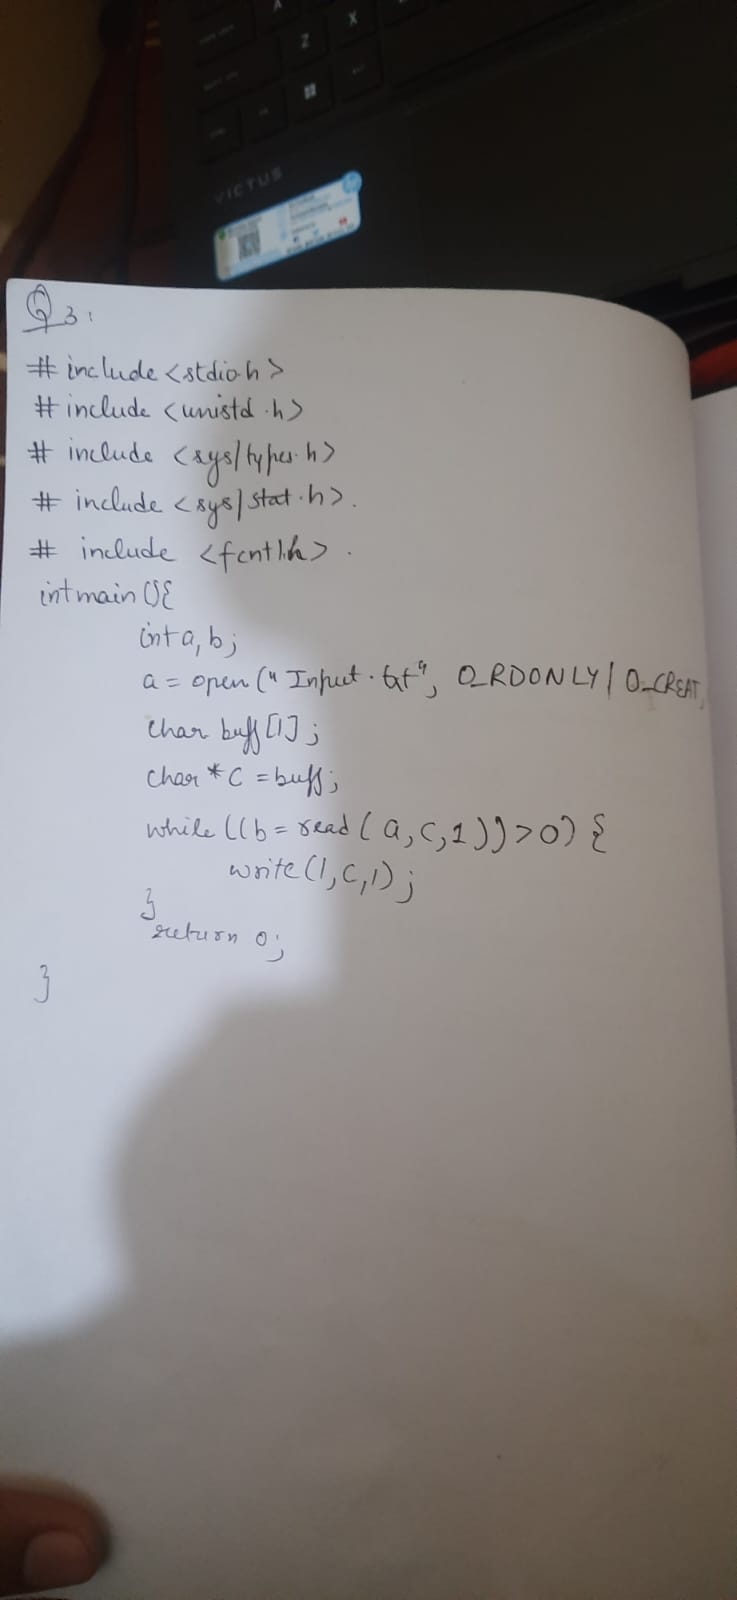 Z
X
VICTUS
hp
Q3:
#include <stdio.h>
#include <unistd.h>
# include <sys/types.h>
# include <sys/stat.h>.
# include <fcntl.h>.
int main(){
int a, b;
a = open("Input.txt", O_RDONLY | O_CREAT,
char buff[1];
char *c = buff;
while((b = read(a,c,1))>0) {
write(1,c,1);
}
return 0;
}